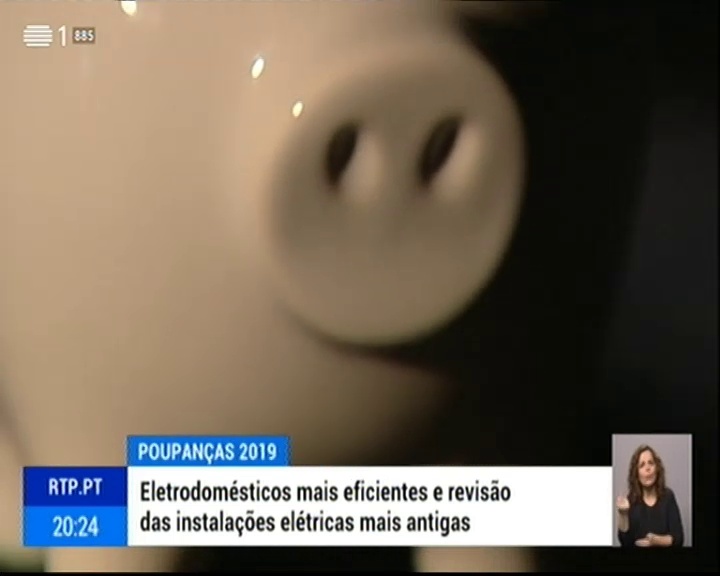 1 885
POUPANÇAS 2019
RTP.PT
Eletrodomésticos mais eficientes e revisão
das instalações elétricas mais antigas
20:24